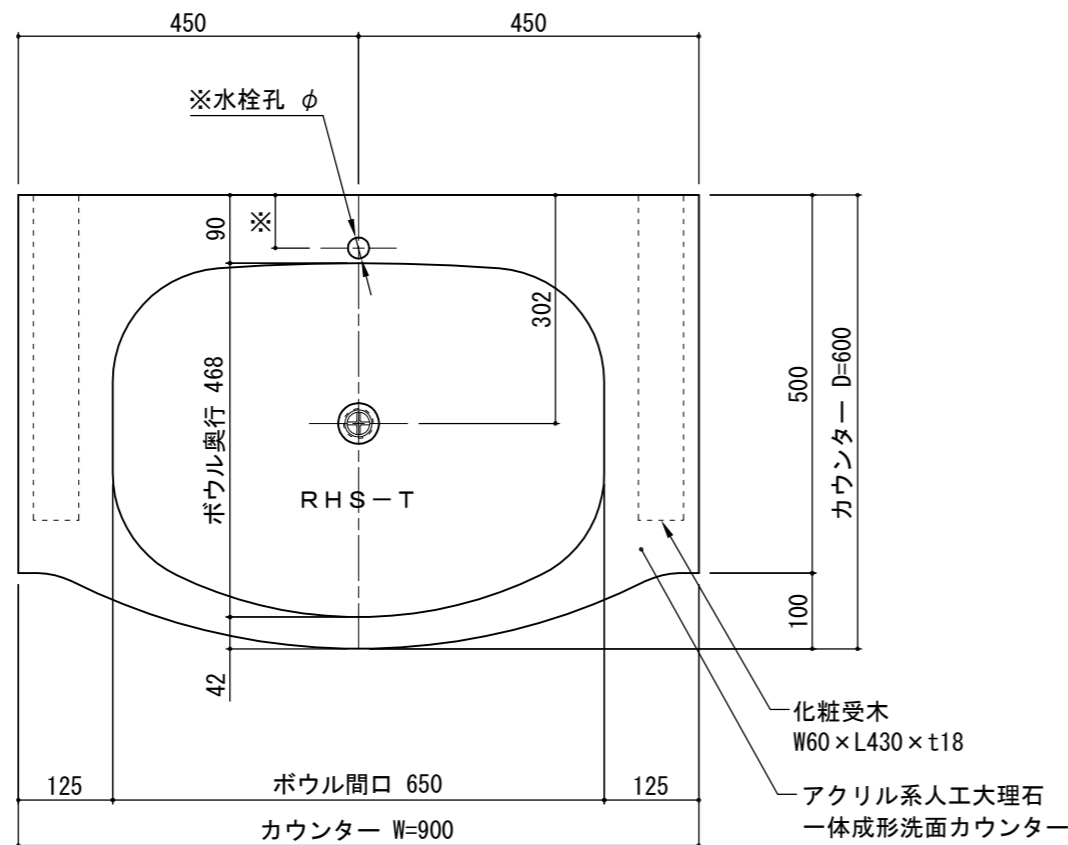 450
450
※水栓孔 φ
90
※
302
ボウル奥行 468
500
カウンター D=600
RHS-T
100
42
化粧受木
W60×L430×t18
125
ボウル間口 650
125
アクリル系人工大理石
一体成形洗面カウンター
カウンター W=900